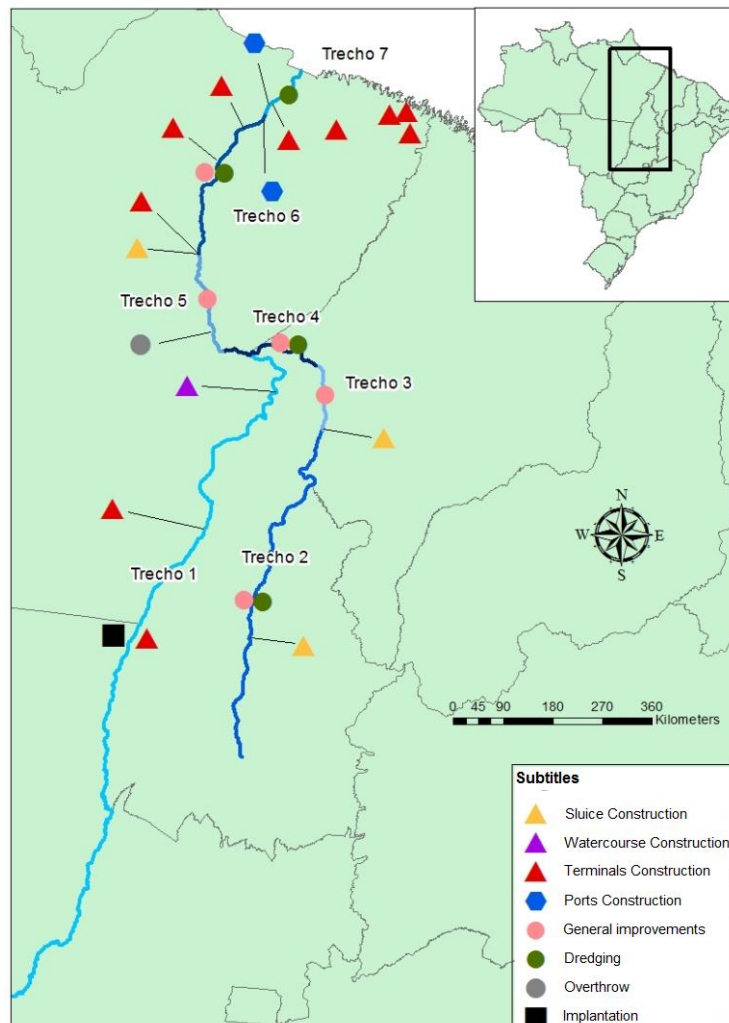 Trecho 7
Trecho 6
Trecho 5
Trecho 4
Trecho 3
Trecho 2
Trecho 1
N
W E
S
0 45 90 180 270 360
Kilometers
Subtitles
Sluice Construction
Watercourse Construction
Terminals Construction
Ports Construction
General improvements
Dredging
Overthrow
Implantation